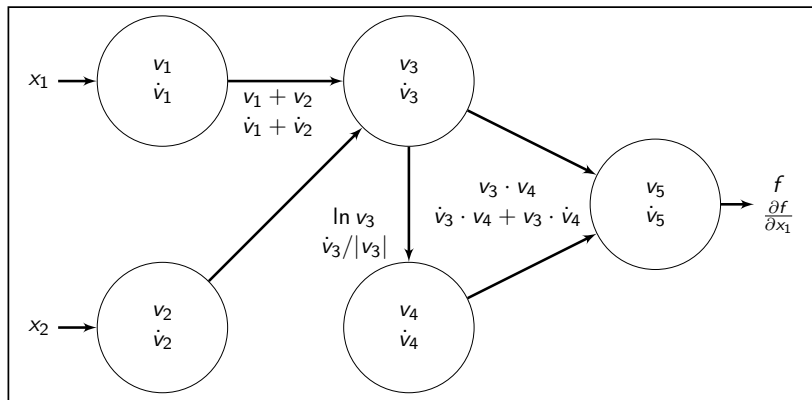 x₁
v₁
v̇₁
v₁ + v₂
v̇₁ + v̇₂
v₃
v̇₃
ln v₃
v̇₃/|v₃|
v₃ · v₄
v̇₃ · v₄ + v₃ · v̇₄
v₅
v̇₅
f
∂f
∂x₁
x₂
v₂
v̇₂
v₄
v̇₄